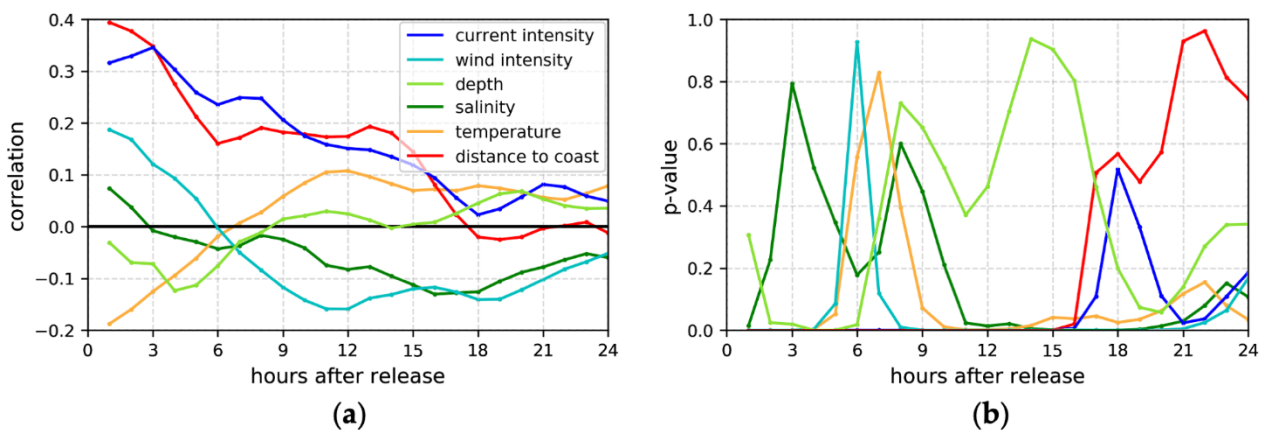 0.4
0.3
0.2
0.1
0.0
−0.1
−0.2
correlation
0
3
6
9
12
15
18
21
24
hours after release
current intensity
wind intensity
depth
salinity
temperature
distance to coast
(a)
1.0
0.8
0.6
0.4
0.2
0.0
p-value
0
3
6
9
12
15
18
21
24
hours after release
(b)